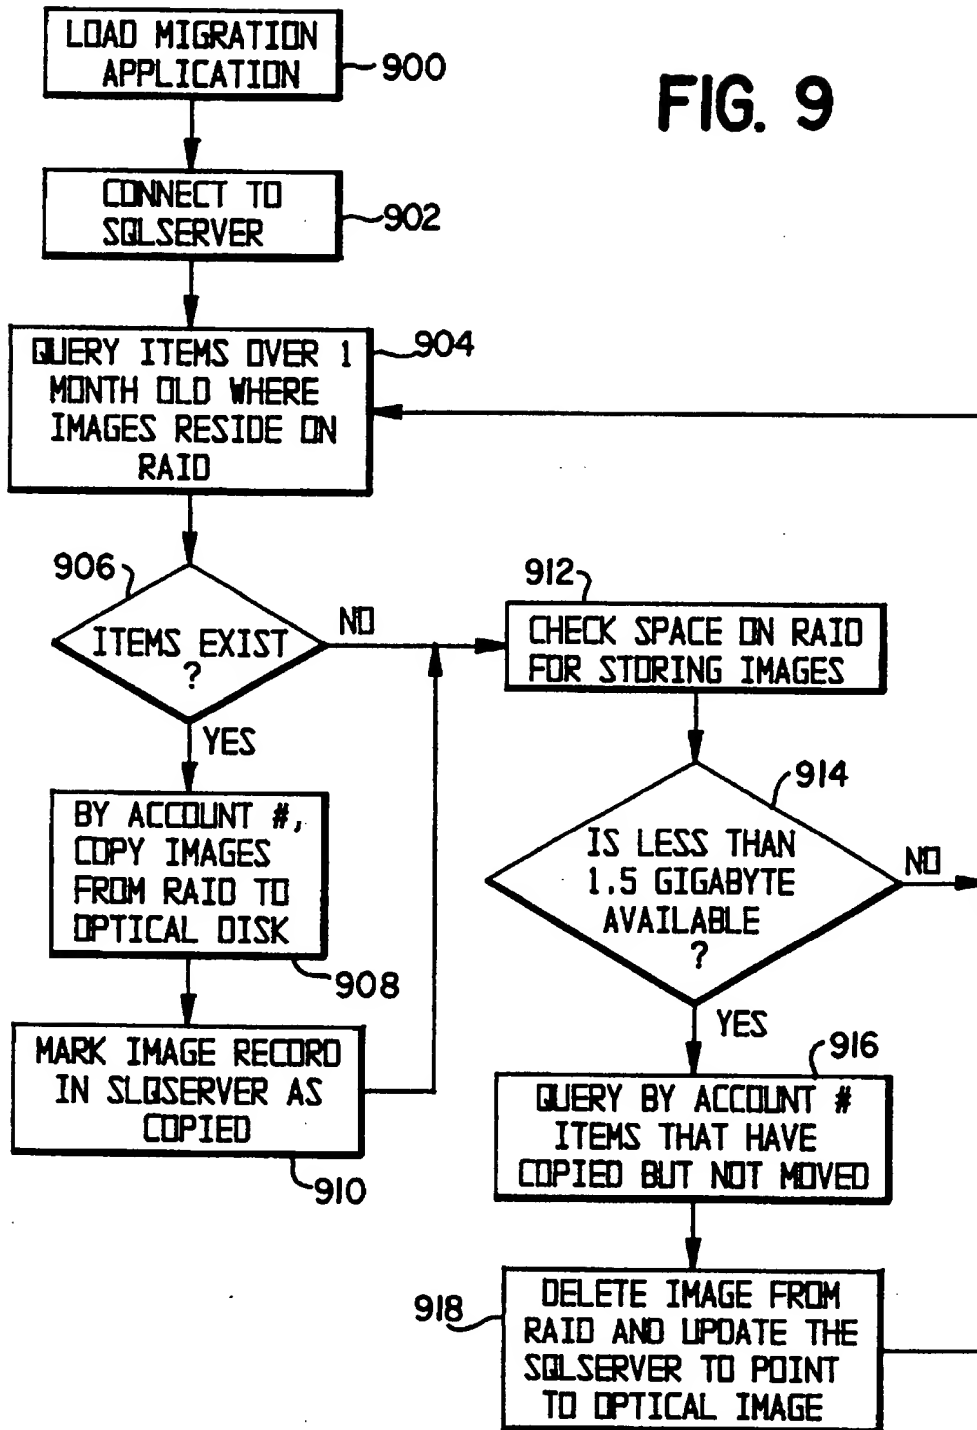 LOAD MIGRATION
APPLICATION
900
FIG. 9
CONNECT TO
SQLSERVER
902
QUERY ITEMS OVER 1
MONTH OLD WHERE
IMAGES RESIDE ON
RAID
904
906
ITEMS EXIST
?
NO
YES
BY ACCOUNT #,
COPY IMAGES
FROM RAID TO
OPTICAL DISK
908
MARK IMAGE RECORD
IN SLQSERVER AS
COPIED
910
912
CHECK SPACE ON RAID
FOR STORING IMAGES
914
IS LESS THAN
1.5 GIGABYTE
AVAILABLE
?
NO
YES
916
QUERY BY ACCOUNT #
ITEMS THAT HAVE
COPIED BUT NOT MOVED
918
DELETE IMAGE FROM
RAID AND UPDATE THE
SQLSERVER TO POINT
TO OPTICAL IMAGE